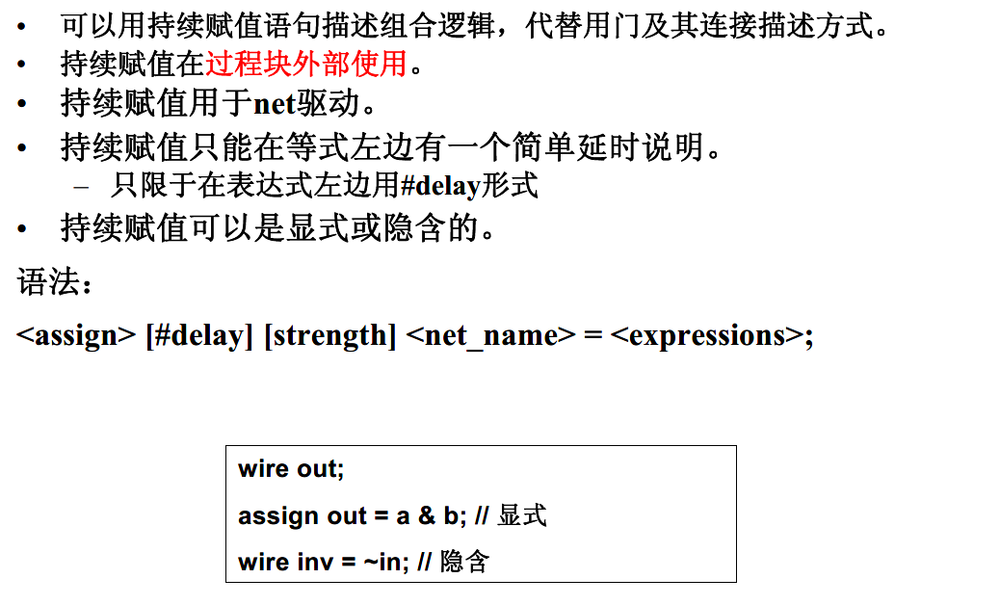 • 可以用持续赋值语句描述组合逻辑，代替用门及其连接描述方式。
• 持续赋值在过程块外部使用。
• 持续赋值用于net驱动。
• 持续赋值只能在等式左边有一个简单延时说明。
– 只限于在表达式左边用#delay形式
• 持续赋值可以是显式或隐含的。
语法：
<assign> [#delay] [strength] <net_name> = <expressions>;
wire out;
assign out = a & b; // 显式
wire inv = ~in; // 隐含